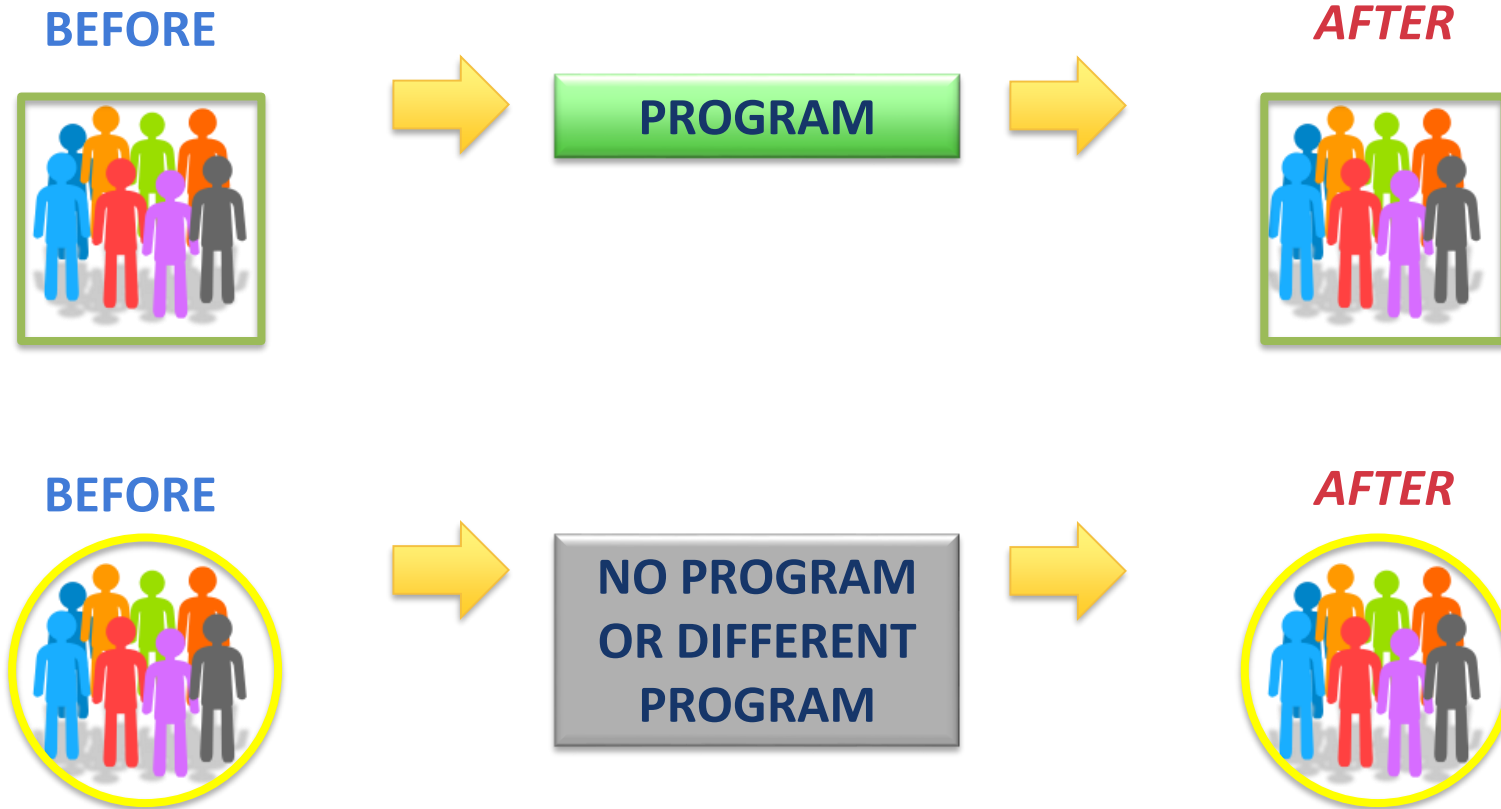 BEFORE
AFTER
PROGRAM
BEFORE
AFTER
NO PROGRAM
OR DIFFERENT
PROGRAM